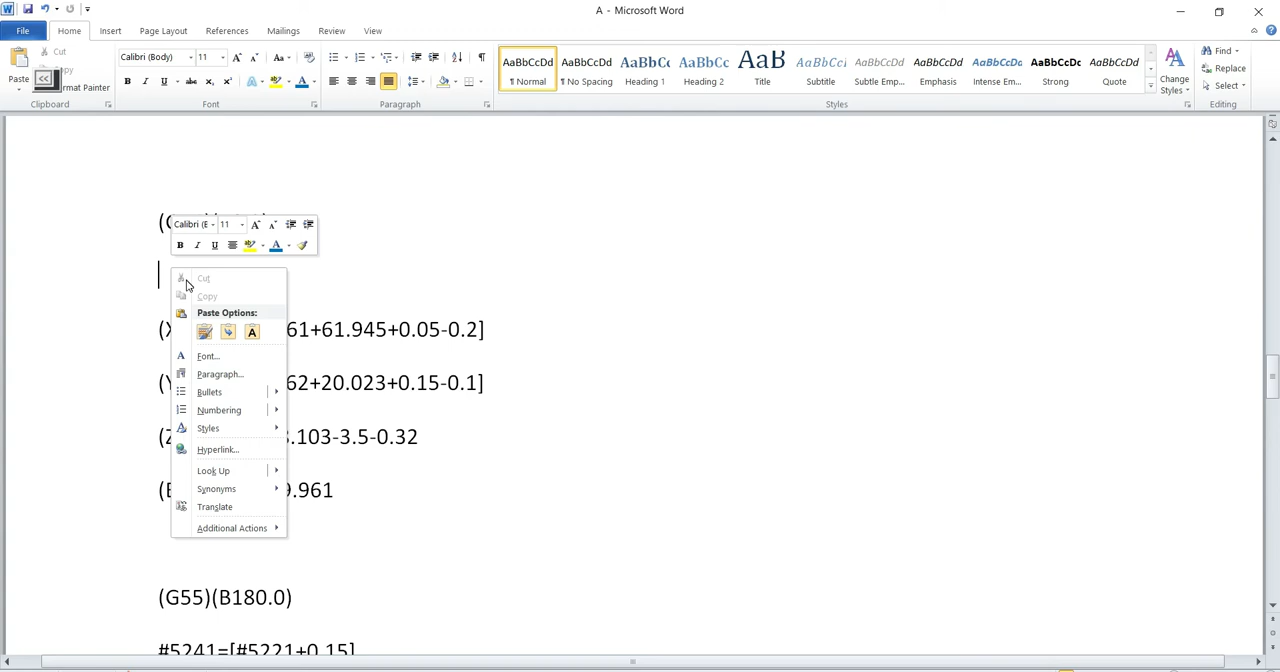 A - Microsoft Word
File Home Insert Page Layout References Mailings Review View
Paste
Cut
Format Painter
Clipboard
Calibri (Body) 11
Font
Paragraph
AaBbCcDd AaBbCcDd AaBbC AaBbCc AaB AaBbCc AaBbCcDd AaBbCcDd AaBbCcDd AaBbCcDc AaBbCcDd
¶ Normal ¶ No Spacing Heading 1 Heading 2 Title Subtitle Subtle Emp... Emphasis Intense Em... Strong Quote
Styles
Change Styles
Find
Replace
Select
Editing
Calibri (E 11
Cut
Copy
Paste Options:
Font...
Paragraph...
Bullets
Numbering
Styles
Hyperlink...
Look Up
Synonyms
Translate
Additional Actions
61+61.945+0.05-0.2]
62+20.023+0.15-0.1]
.103-3.5-0.32
9.961
(G55)(B180.0)
#5241=[#5221+0.15]